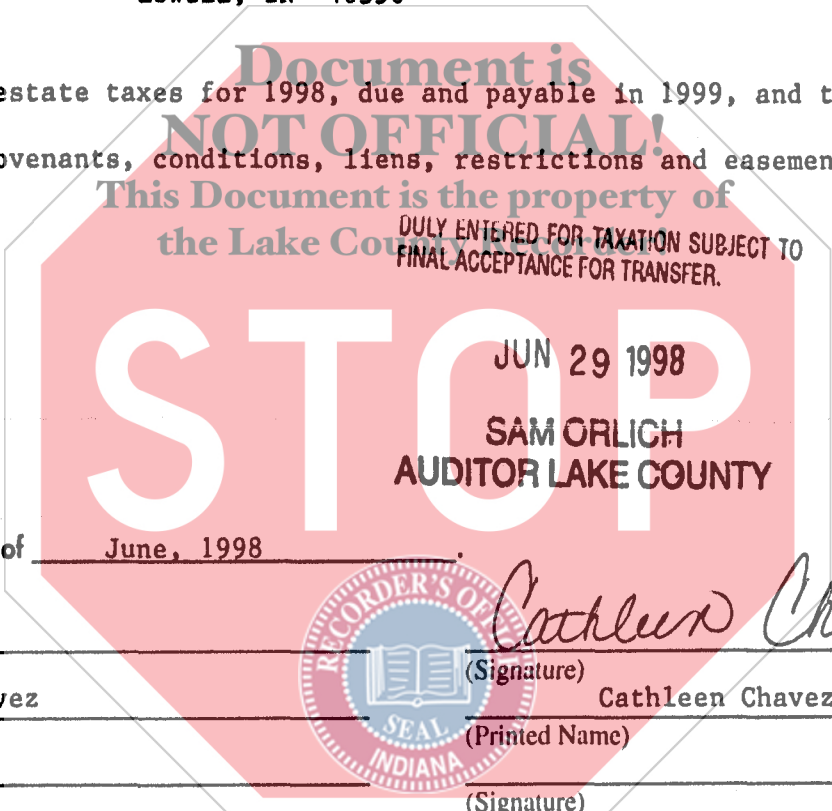 Document is
estate taxes for 1998, due and payable in 1999, and t
NOT OFFICIAL!
ovenants, conditions, liens, restrictions and easemen
This Document is the property of
the Lake County Recorder!
DULY ENTERED FOR TAXATION SUBJECT TO
FINAL ACCEPTANCE FOR TRANSFER.
STOP
JUN 29 1998
SAM ORLICH
AUDITOR LAKE COUNTY
of June, 1998.
RECORDER'S OFFICE
SEAL
INDIANA
Cathleen Ch
(Signature)
vez
Cathleen Chavez
(Printed Name)
(Signature)